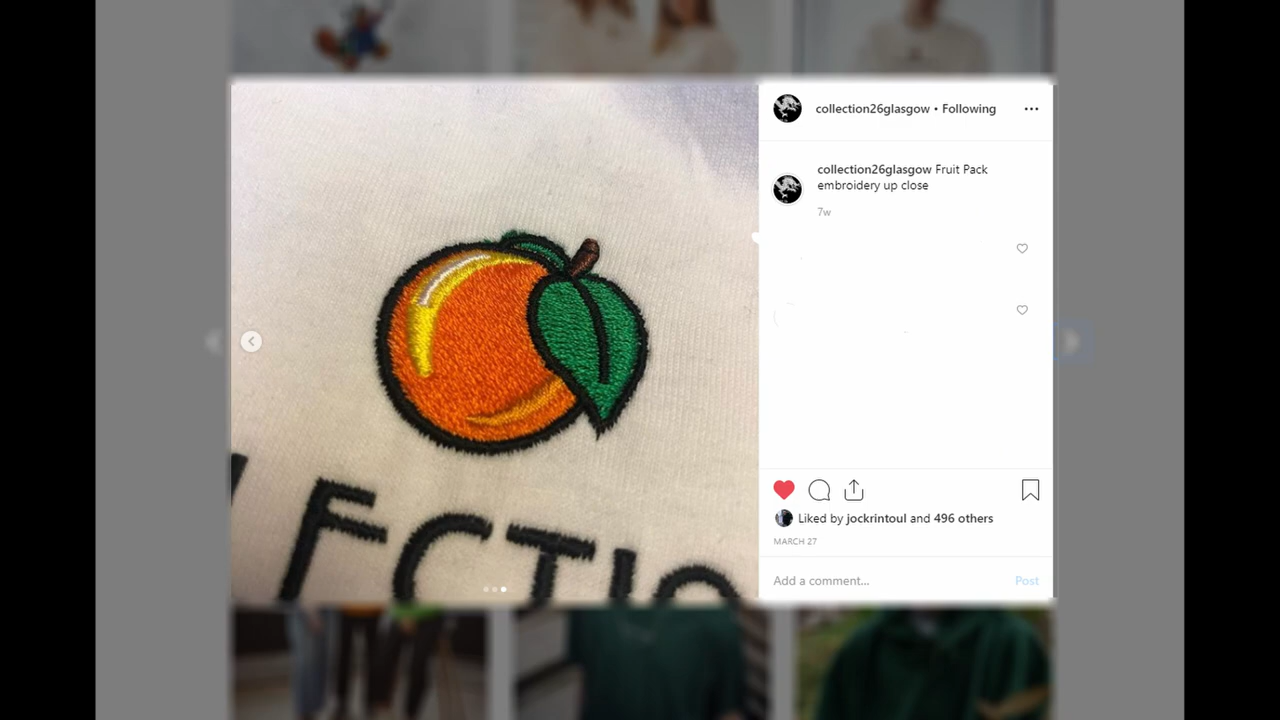 collection26glasgow • Following
collection26glasgow Fruit Pack
embroidery up close
7w
ECTIO
Liked by jockrintoul and 496 others
MARCH 27
Add a comment... Post